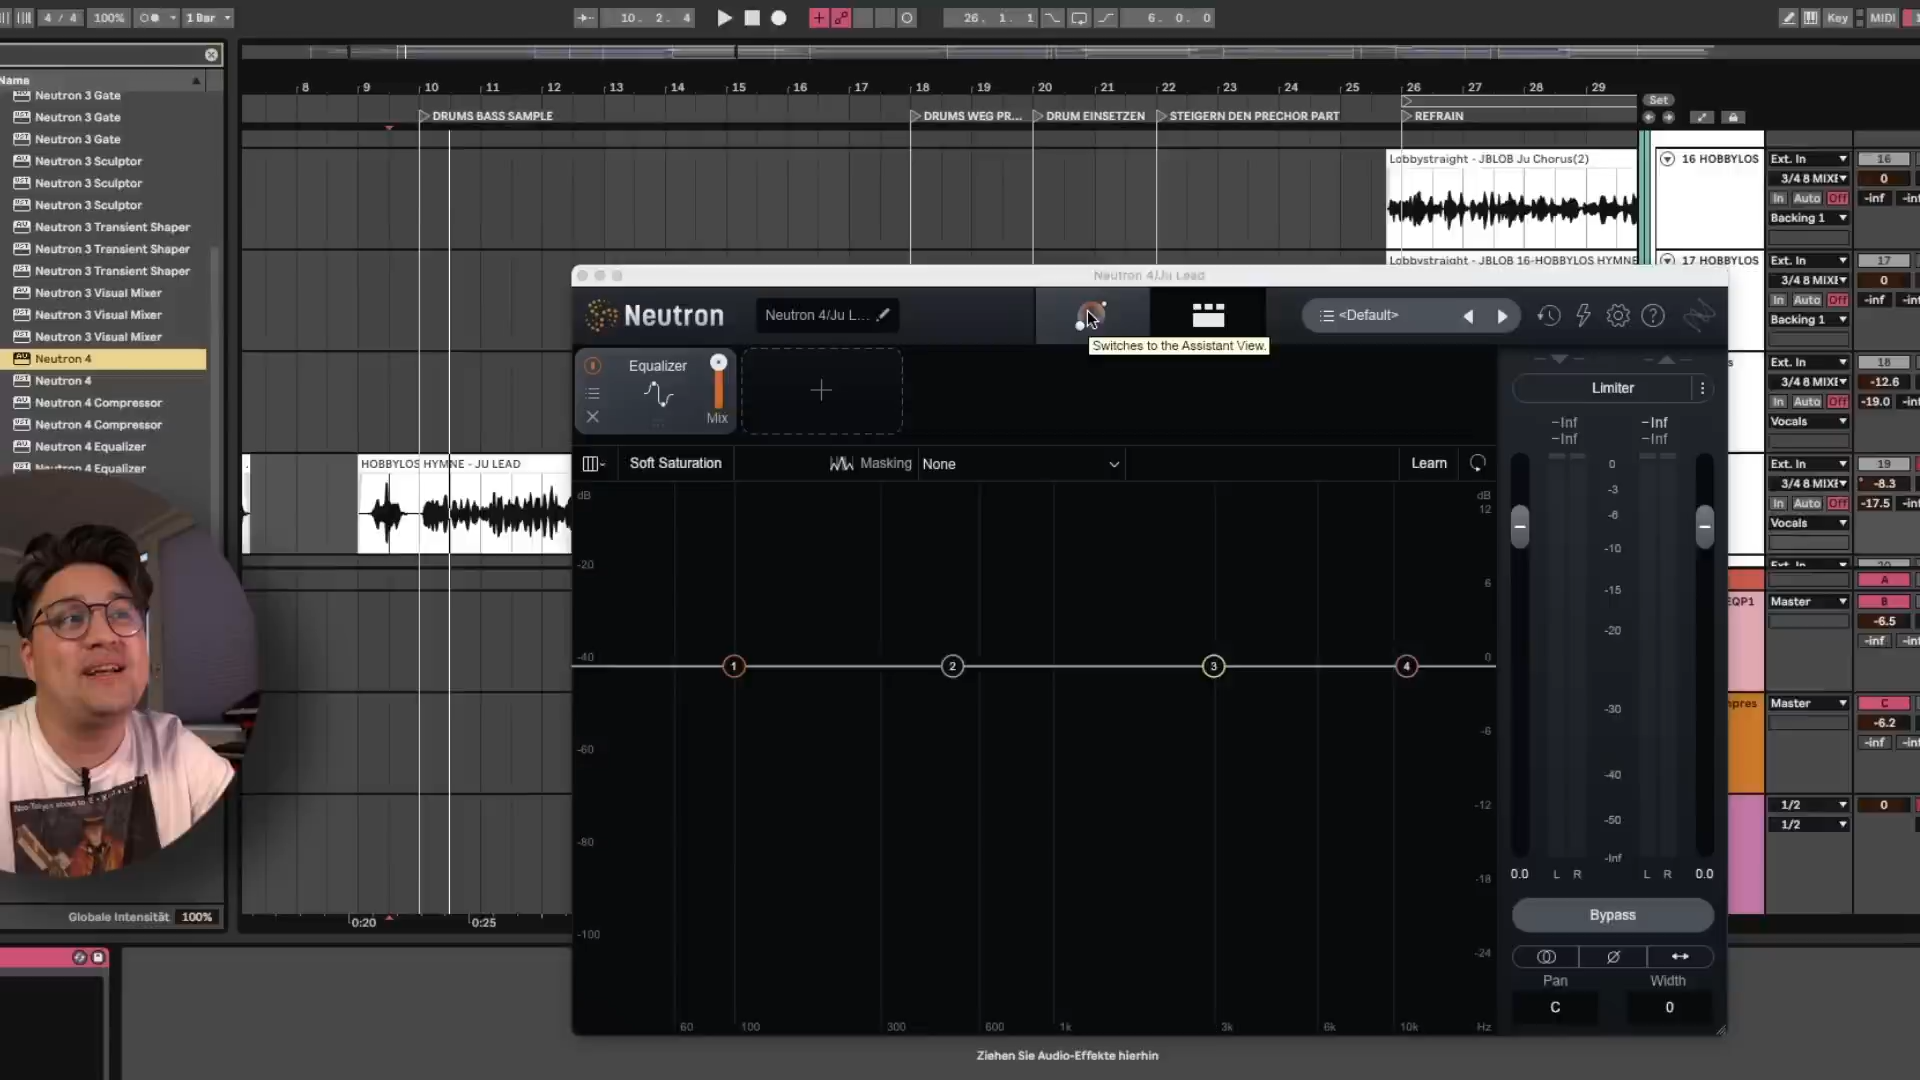 4 / 4 100% 1 Bar 10. 2. 4 26. 1. 1 6. 0. 0 Key MIDI
Name
Neutron 3 Gate
Neutron 3 Gate
Neutron 3 Gate
Neutron 3 Sculptor
Neutron 3 Sculptor
Neutron 3 Sculptor
Neutron 3 Transient Shaper
Neutron 3 Transient Shaper
Neutron 3 Transient Shaper
Neutron 3 Visual Mixer
Neutron 3 Visual Mixer
Neutron 3 Visual Mixer
Neutron 4
Neutron 4
Neutron 4 Compressor
Neutron 4 Compressor
Neutron 4 Equalizer
Neutron 4 Equalizer
Globale Intensität 100%
8 9 10 11 12 13 14 15 16 17 18 19 20 21 22 23 24 25 26 27 28 29
Set
DRUMS BASS SAMPLE DRUMS WEG PR... DRUM EINSETZEN STEIGERN DEN PRECHOR PART REFRAIN
Lobbystraight - JBLOB Ju Chorus(2)
Lobbystraight - JBLOB 16-HOBBYLOS HYMNE
HOBBYLOS HYMNE - JU LEAD
0:20 0:25
16 HOBBYLOS Ext. In 16
3/4 8 MIXE 0
In Auto Off -inf
Backing 1
17 HOBBYLOS Ext. In 17
3/4 8 MIXE 0
In Auto Off -inf
Backing 1
Ext. In 18
3/4 8 MIXE -12.6
In Auto Off -19.0
Vocals
Ext. In 19
3/4 8 MIXE -8.3
In Auto Off -17.5
Vocals
A
EQP1 Master B
-6.5
-inf
Master C
-6.2
-inf
1/2 0
1/2
Neutron 4/Ju Lead
Neutron Neutron 4/Ju L... <Default>
Switches to the Assistant View.
Equalizer
Mix
Soft Saturation Masking None Learn
dB
-20
-40
-60
-80
-100
1 2 3 4
dB
12
6
0
-6
-12
-18
-24
60 100 300 600 1k 3k 6k 10k Hz
Limiter
-Inf -Inf
-Inf -Inf
0
-3
-6
-10
-15
-20
-30
-40
-50
-Inf
0.0 L R L R 0.0
Bypass
Pan Width
C 0
Ziehen Sie Audio-Effekte hierhin